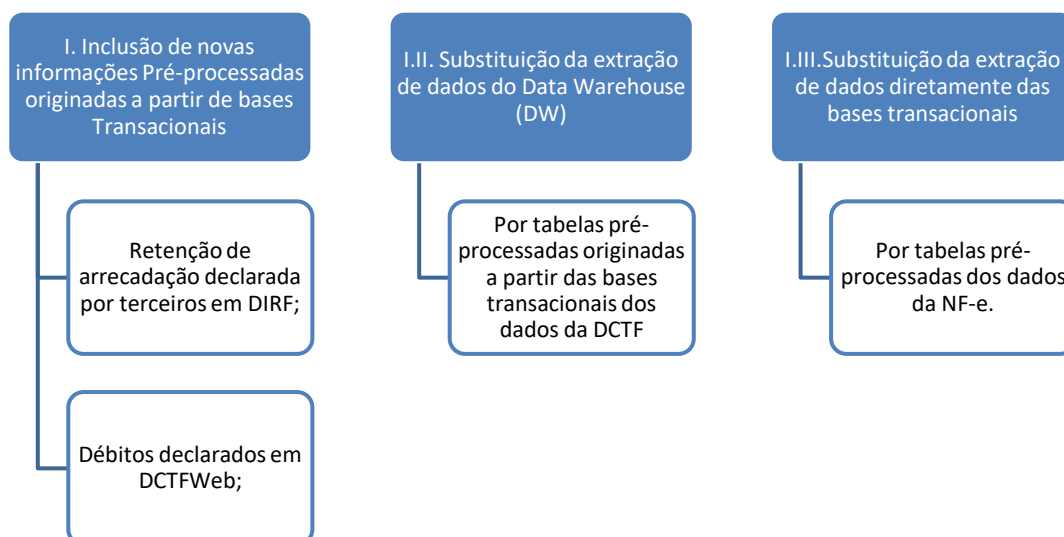 I. Inclusão de novas
informações Pré-processadas
originadas a partir de bases
Transacionais
Retenção de
arrecadação declarada
por terceiros em DIRF;
Débitos declarados em
DCTFWeb;
I.II. Substituição da extração
de dados do Data Warehouse
(DW)
Por tabelas pré-
processadas originadas
a partir das bases
transacionais dos
dados da DCTF
I.III.Substituição da extração
de dados diretamente das
bases transacionais
Por tabelas pré-
processadas dos dados
da NF-e.